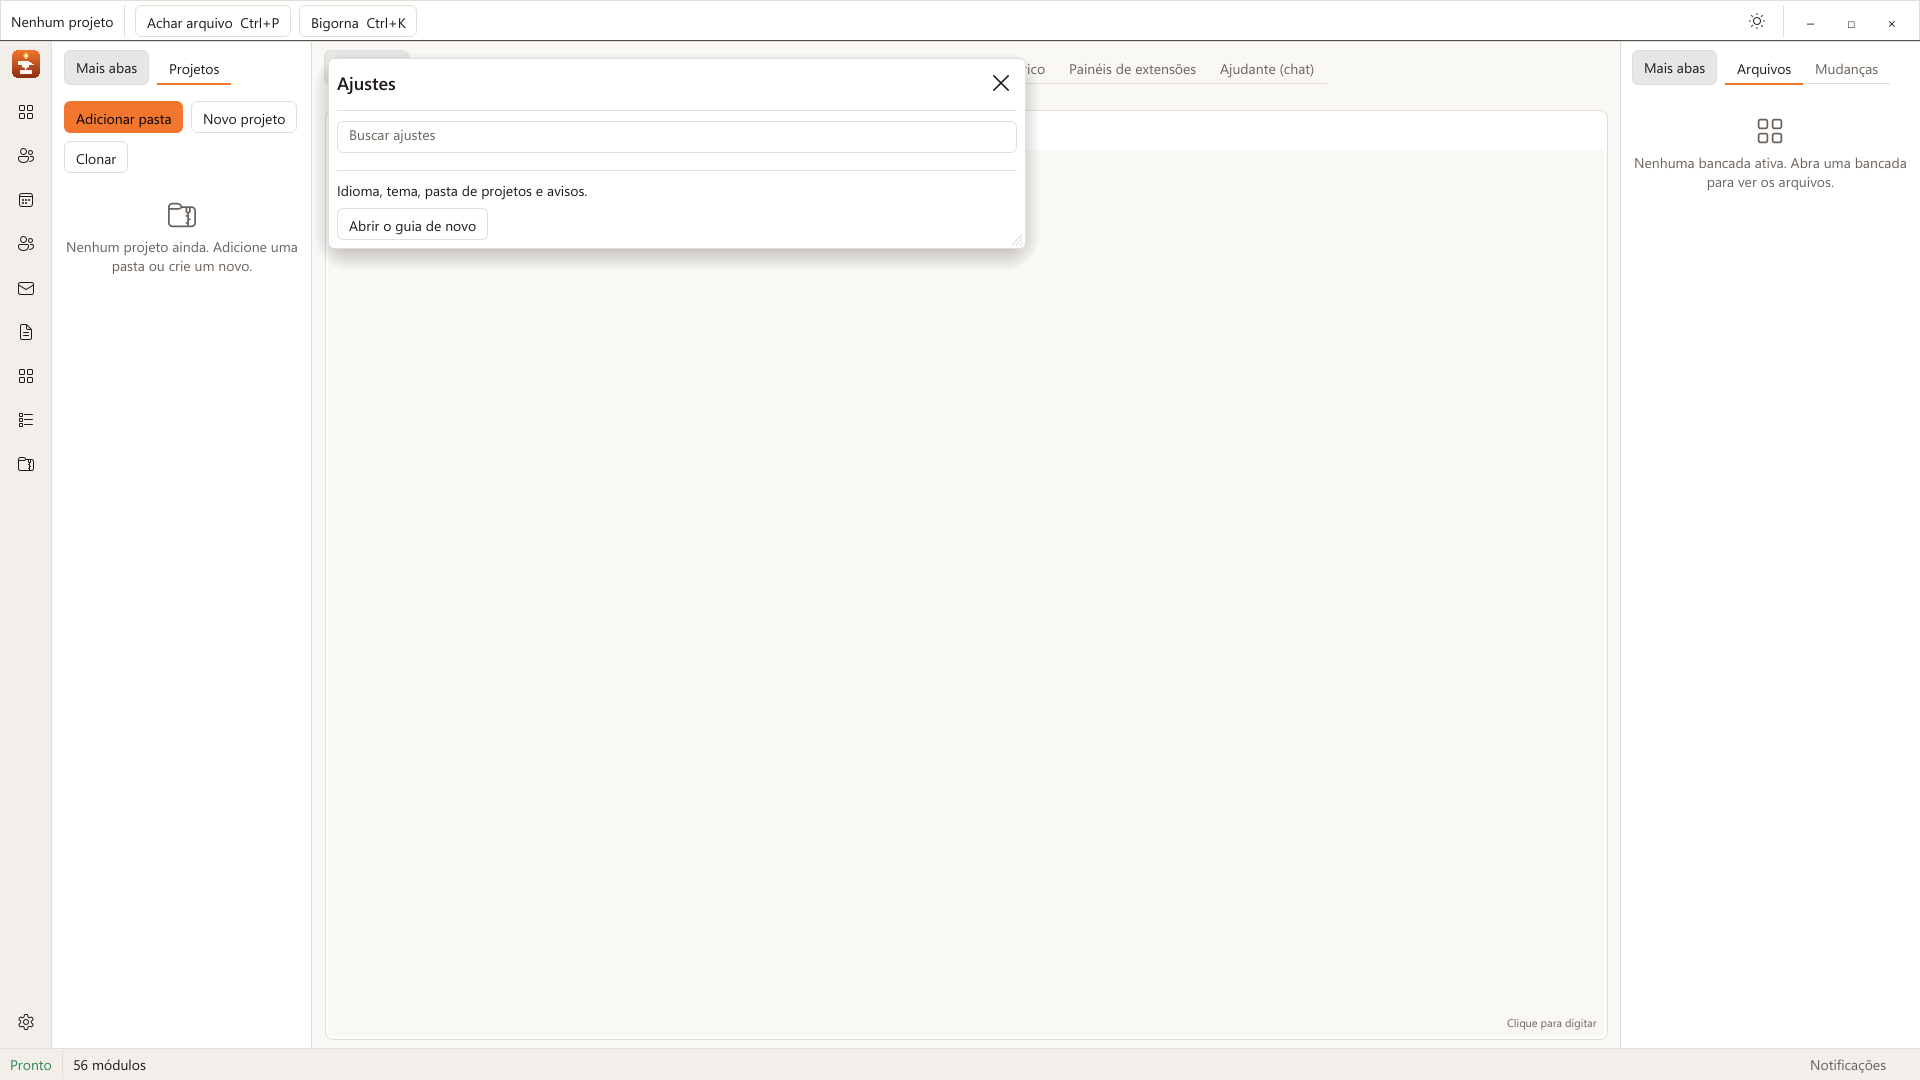 Nenhum projeto
Achar arquivo Ctrl+P
Bigorna Ctrl+K
Mais abas
Projetos
Adicionar pasta
Novo projeto
Clonar
Nenhum projeto ainda. Adicione uma
pasta ou crie um novo.
Ajustes
Buscar ajustes
Idioma, tema, pasta de projetos e avisos.
Abrir o guia de novo
Painéis de extensões
Ajudante (chat)
Clique para digitar
Mais abas
Arquivos
Mudanças
Nenhuma bancada ativa. Abra uma bancada
para ver os arquivos.
Pronto
56 módulos
Notificações